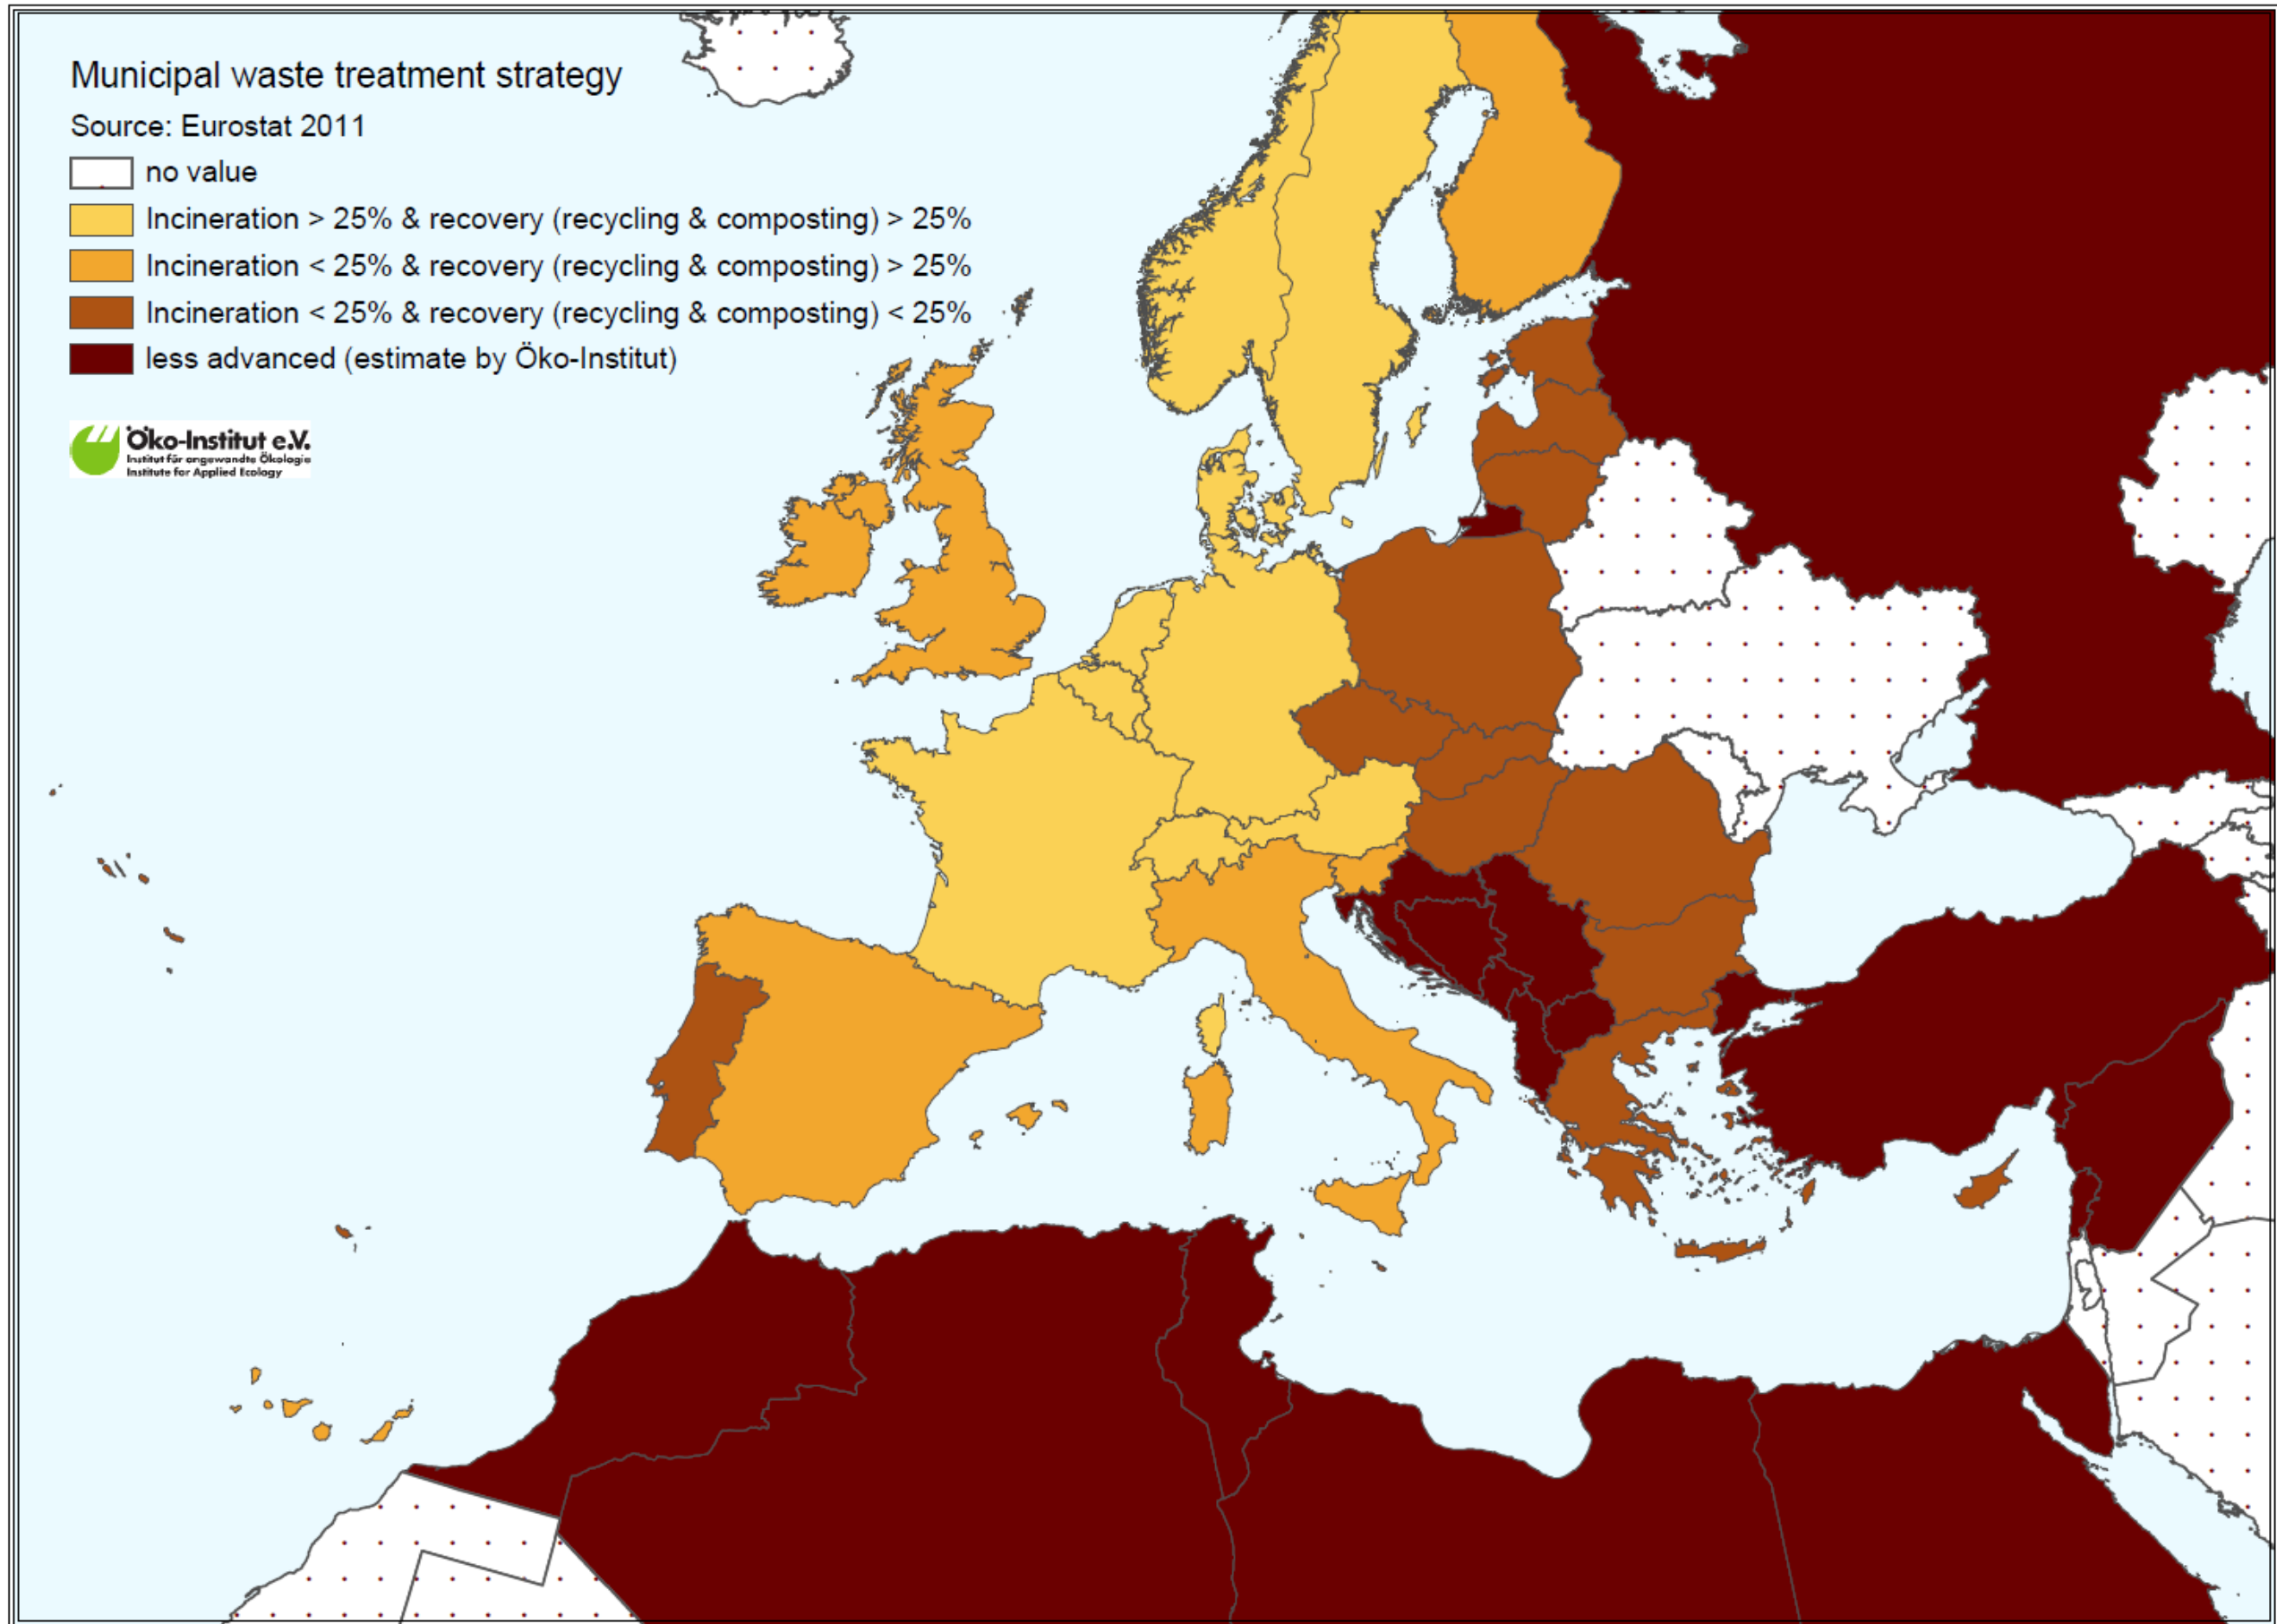 Municipal waste treatment strategy
Source: Eurostat 2011
no value
Incineration > 25% & recovery (recycling & composting) > 25%
Incineration < 25% & recovery (recycling & composting) > 25%
Incineration < 25% & recovery (recycling & composting) < 25%
less advanced (estimate by Öko-Institut)
Öko-Institut e.V.
Institut für angewandte Ökologie
Institute for Applied Ecology